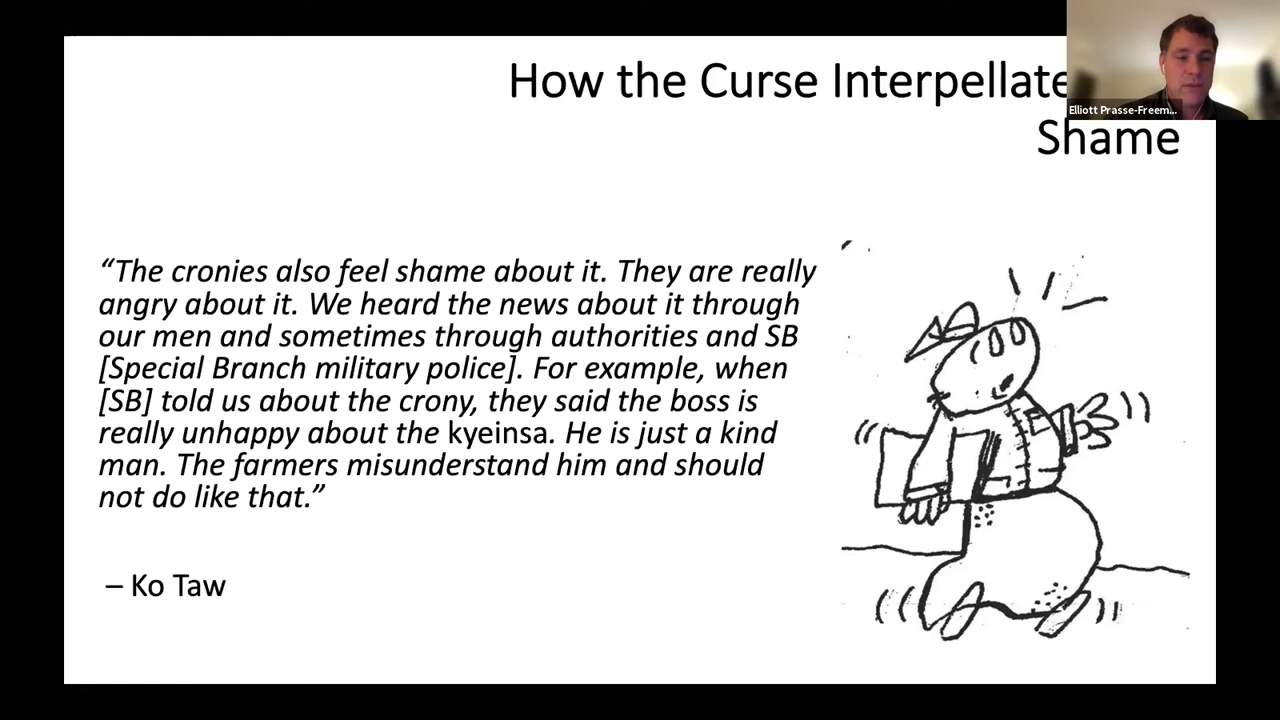 How the Curse Interpellate
Shame
Elliott Prasse-Freem...
“The cronies also feel shame about it. They are really
angry about it. We heard the news about it through
our men and sometimes through authorities and SB
[Special Branch military police]. For example, when
[SB] told us about the crony, they said the boss is
really unhappy about the kyeinsa. He is just a kind
man. The farmers misunderstand him and should
not do like that.”
– Ko Taw